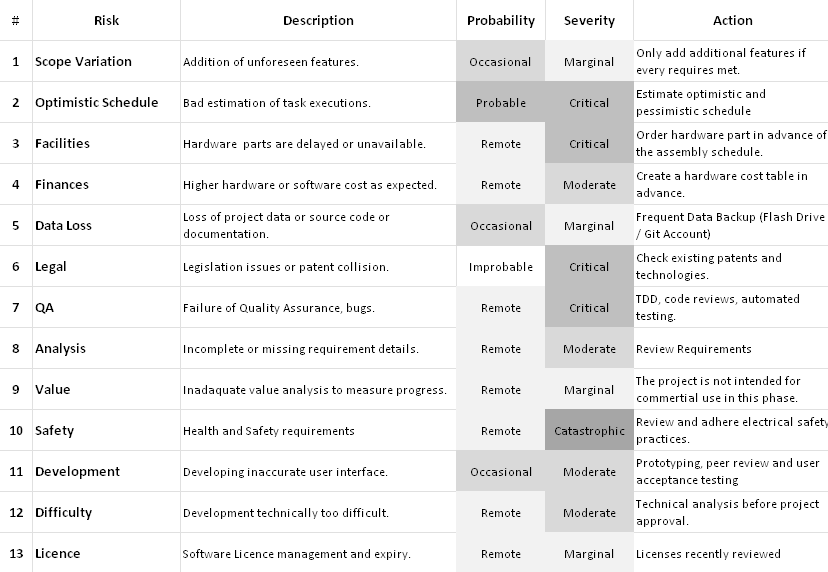 # Risk Description Probability Severity Action
1 Scope Variation Addition of unforeseen features. Occasional Marginal Only add additional features if
every requires met.
2 Optimistic Schedule Bad estimation of task executions. Probable Critical Estimate optimistic and
pessimistic schedule
3 Facilities Hardware parts are delayed or unavailable. Remote Critical Order hardware part in advance of
the assembly schedule.
4 Finances Higher hardware or software cost as expected. Remote Moderate Create a hardware cost table in
advance.
5 Data Loss Loss of project data or source code or
documentation. Occasional Marginal Frequent Data Backup (Flash Drive
/ Git Account)
6 Legal Legislation issues or patent collision. Improbable Critical Check existing patents and
technologies.
7 QA Failure of Quality Assurance, bugs. Remote Critical TDD, code reviews, automated
testing.
8 Analysis Incomplete or missing requirement details. Remote Moderate Review Requirements
9 Value Inadaquate value analysis to measure progress. Remote Marginal The project is not intended for
commertial use in this phase.
10 Safety Health and Safety requirements Remote Catastrophic Review and adhere electrical safety
practices.
11 Development Developing inaccurate user interface. Occasional Moderate Prototyping, peer review and user
acceptance testing
12 Difficulty Development technically too difficult. Remote Moderate Technical analysis before project
approval.
13 Licence Software Licence management and expiry. Remote Marginal Licenses recently reviewed